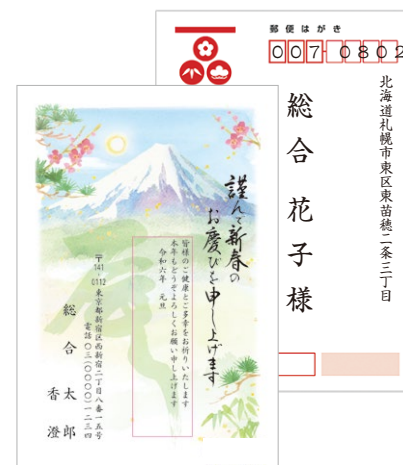 郵便はがき
007-0802
北海道札幌市東区東苗穂二条三丁目
総合 花子 様
謹んで新春の
お慶びを申し上げます
皆様のご健康とご多幸をお祈りいたします
本年もどうぞよろしくお願い申し上げます
令和六年 元旦
〒141-0112
東京都新宿区西新宿二丁目八番一五号
電話〇三(〇〇〇〇)一二三四
総合 太郎
香澄